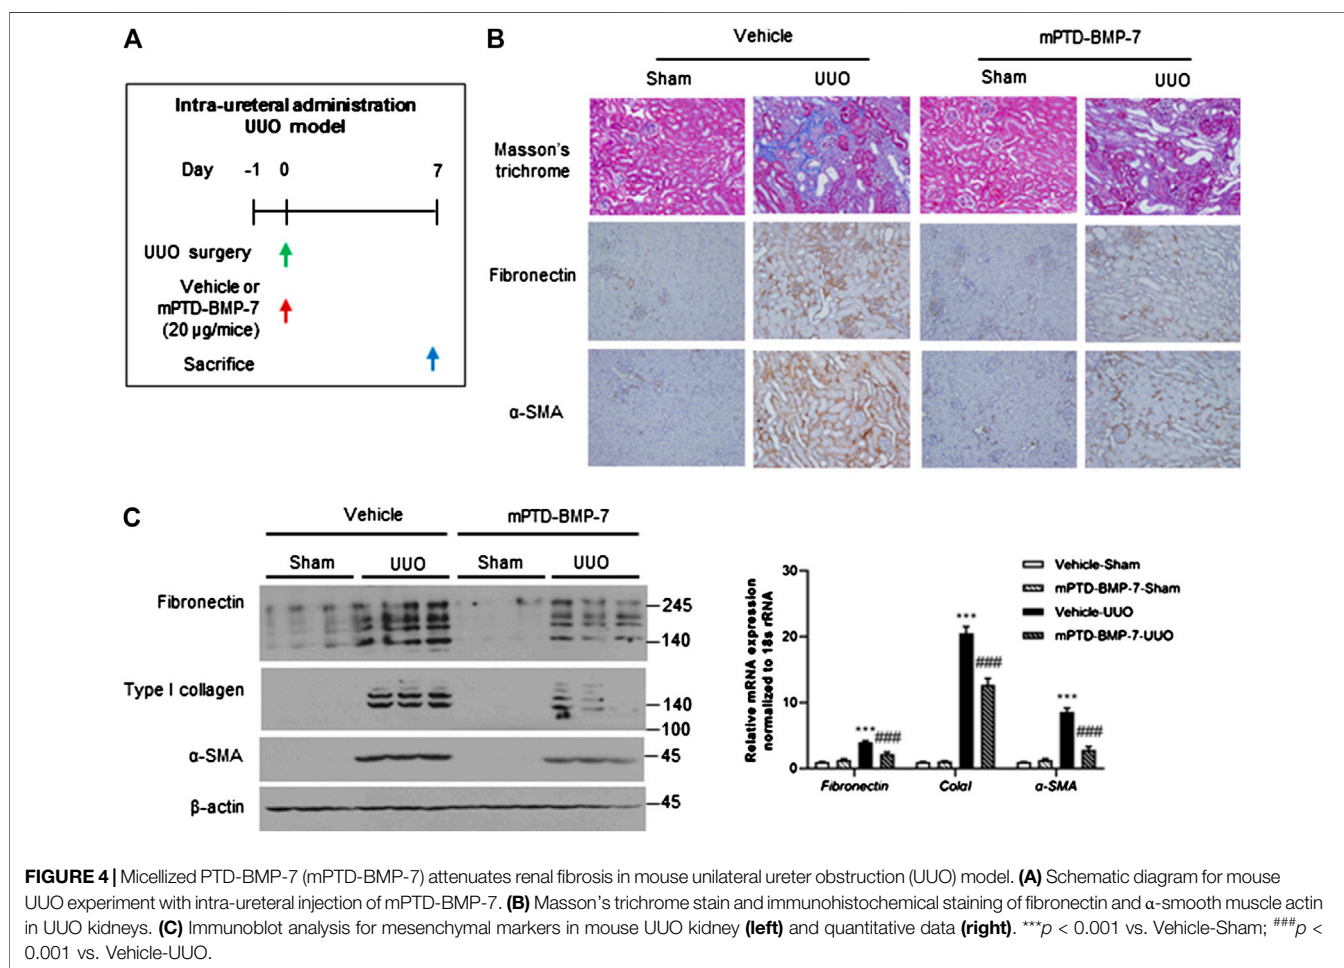 A
Intra-ureteral administration
UUO model
Day -1 0 7
UUO surgery
Vehicle or
mPTD-BMP-7
(20 µg/mice)
Sacrifice
B
Vehicle mPTD-BMP-7
Sham UUO Sham UUO
Masson's
trichrome
Fibronectin
α-SMA
C
Vehicle mPTD-BMP-7
Sham UUO Sham UUO
Fibronectin
245
140
Type I collagen
140
100
α-SMA
45
β-actin
45
Relative mRNA expression
normalized to 18s rRNA
30
20
10
0
Vehicle-Sham
mPTD-BMP-7-Sham
Vehicle-UUO
mPTD-BMP-7-UUO
*** ### *** ### *** ###
Fibronectin ColaI α-SMA
FIGURE 4 | Micellized PTD-BMP-7 (mPTD-BMP-7) attenuates renal fibrosis in mouse unilateral ureter obstruction (UUO) model. (A) Schematic diagram for mouse
UUO experiment with intra-ureteral injection of mPTD-BMP-7. (B) Masson's trichrome stain and immunohistochemical staining of fibronectin and α-smooth muscle actin
in UUO kidneys. (C) Immunoblot analysis for mesenchymal markers in mouse UUO kidney (left) and quantitative data (right). ***p < 0.001 vs. Vehicle-Sham; ###p <
0.001 vs. Vehicle-UUO.